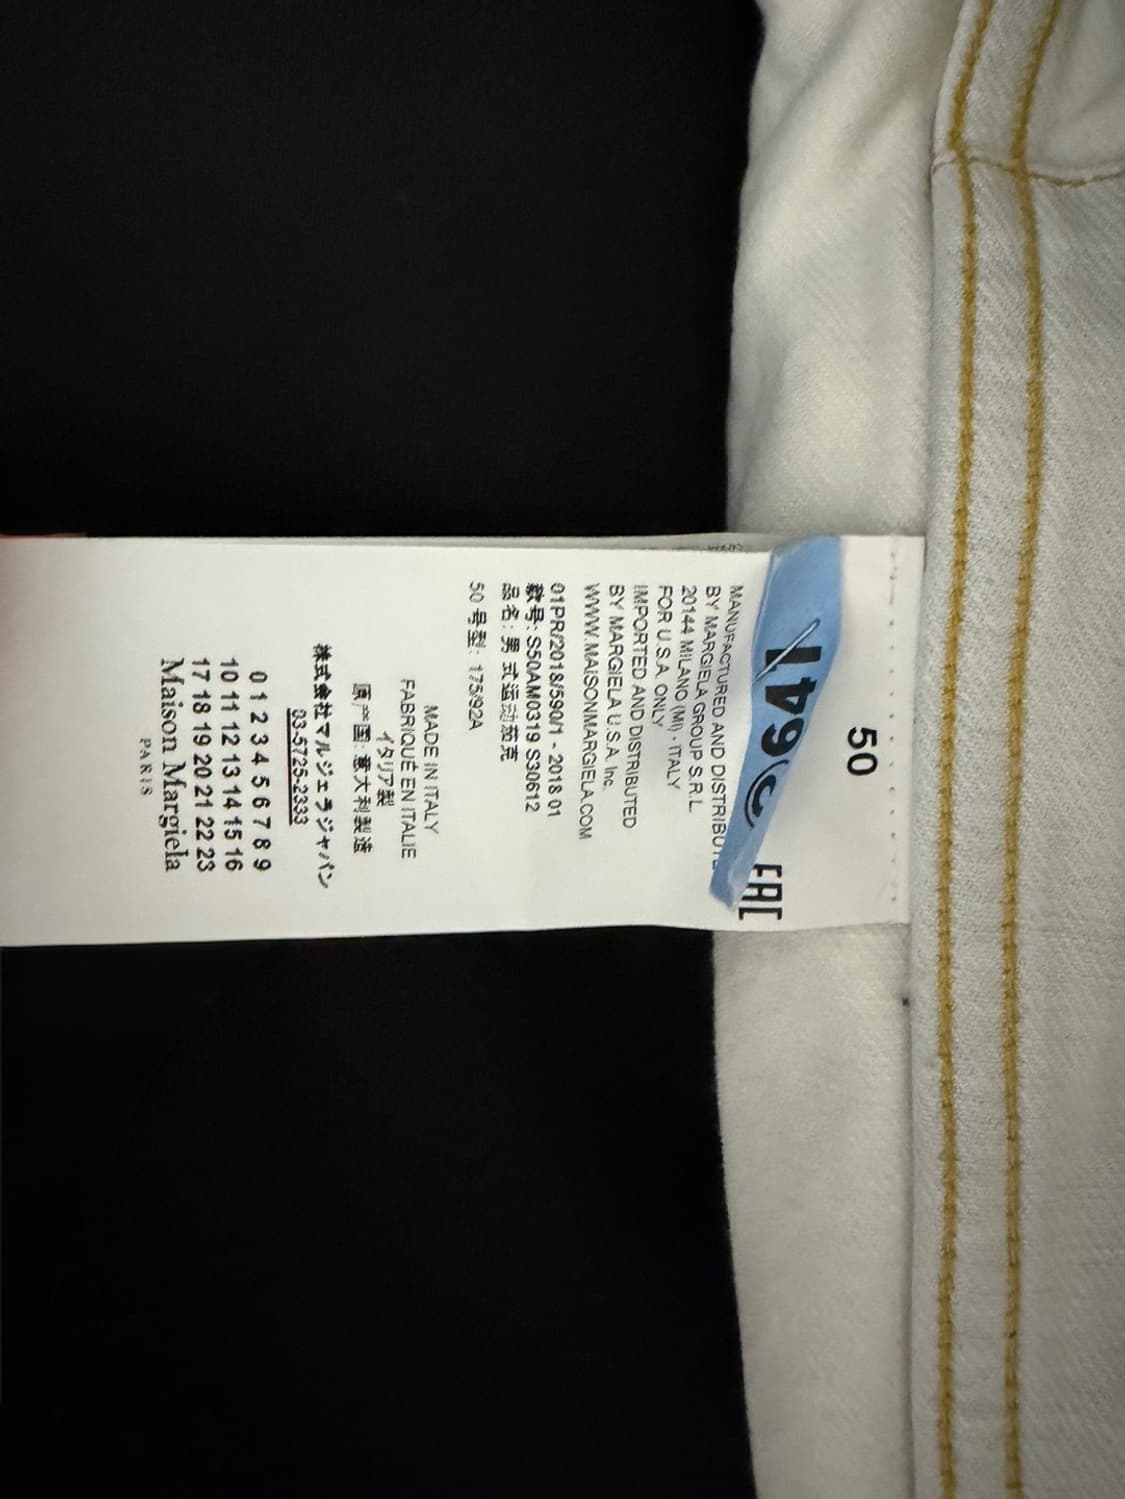 50
EAC
MANUFACTURED AND DISTRIBUTED
BY MARGIELA GROUP S.R.L.
20144 MILANO (MI) - ITALY
FOR U.S.A. ONLY
IMPORTED AND DISTRIBUTED
BY MARGIELA U.S.A. Inc.
WWW.MAISONMARGIELA.COM
01PR/2018/590/1 - 2018 01
款号: S50AM0319 S30612
品名: 男式运动茄克
50 号型: 175/92A
MADE IN ITALY
FABRIQUÉ EN ITALIE
イタリア製
原产国: 意大利製造
株式会社マルジェラジャパン
03-5725-2333
0 1 2 3 4 5 6 7 8 9
10 11 12 13 14 15 16
17 18 19 20 21 22 23
Maison Margiela
PARIS